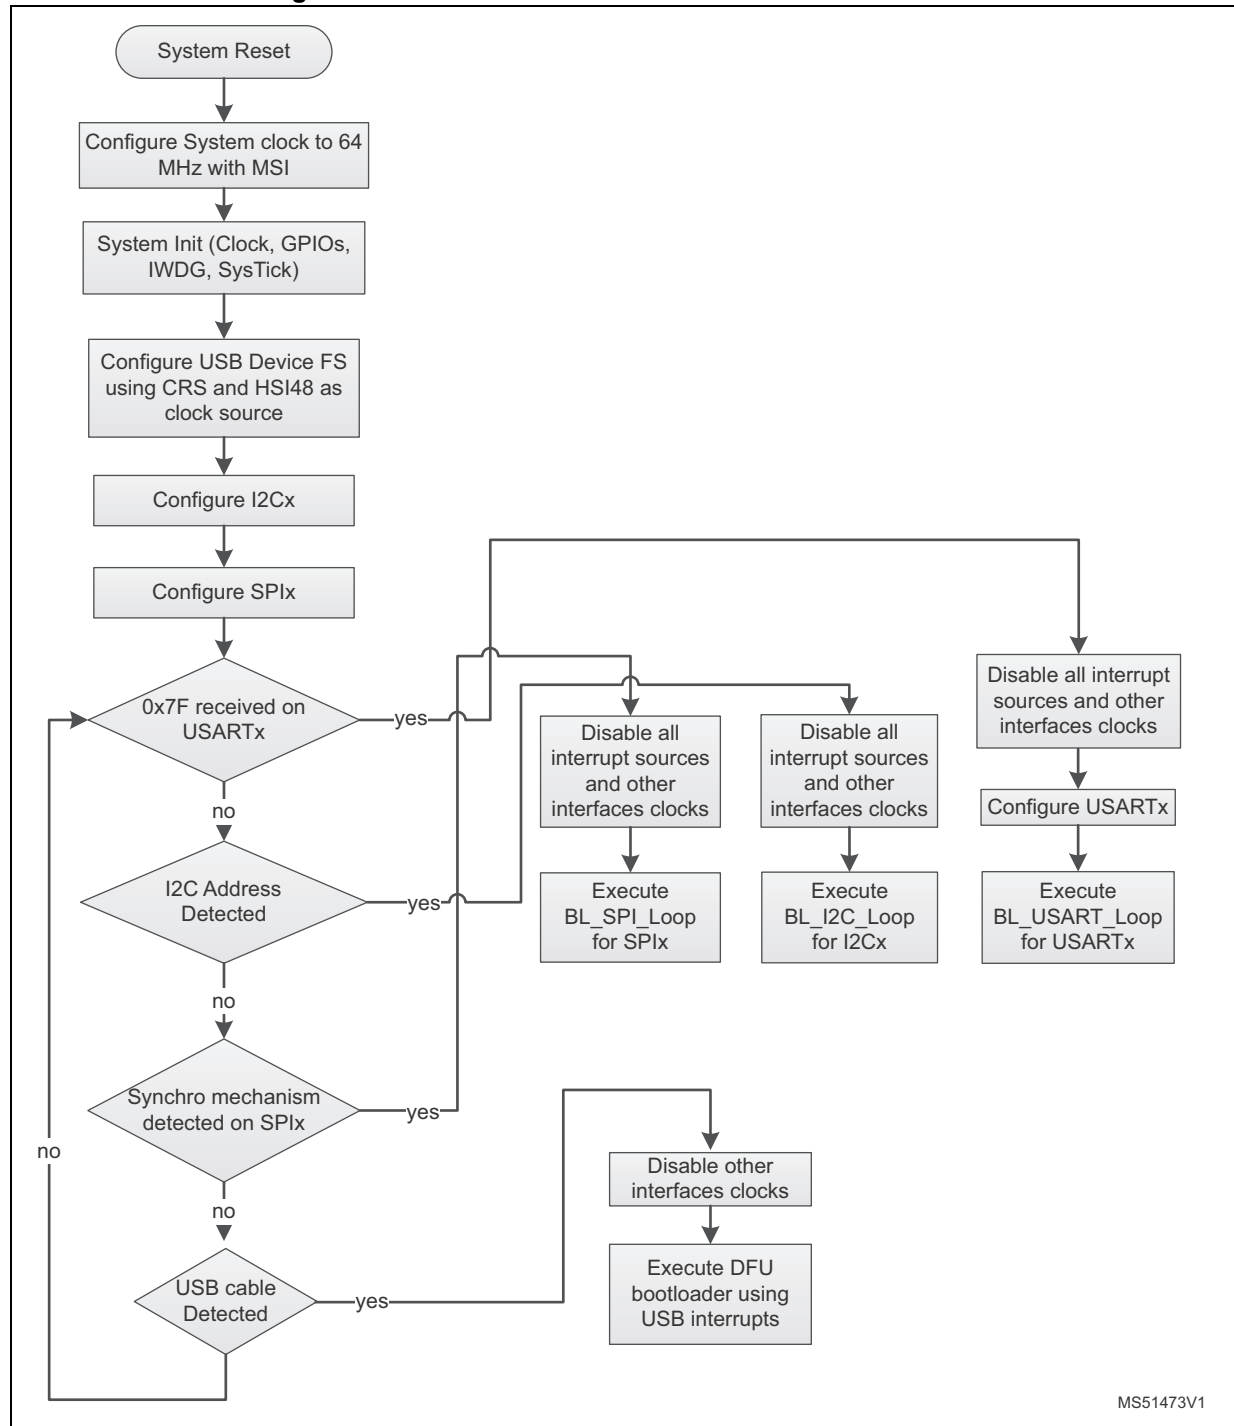 System Reset
Configure System clock to 64
MHz with MSI
System Init (Clock, GPIOs,
IWDG, SysTick)
Configure USB Device FS
using CRS and HSI48 as
clock source
Configure I2Cx
Configure SPIx
0x7F received on
USARTx
yes
no
I2C Address
Detected
yes
no
Synchro mechanism
detected on SPIx
yes
no
USB cable
Detected
yes
no
Disable all
interrupt sources
and other
interfaces clocks
Execute
BL_SPI_Loop
for SPIx
Disable all
interrupt sources
and other
interfaces clocks
Execute
BL_I2C_Loop
for I2Cx
Disable all interrupt
sources and other
interfaces clocks
Configure USARTx
Execute
BL_USART_Loop
for USARTx
Disable other
interfaces clocks
Execute DFU
bootloader using
USB interrupts
MS51473V1